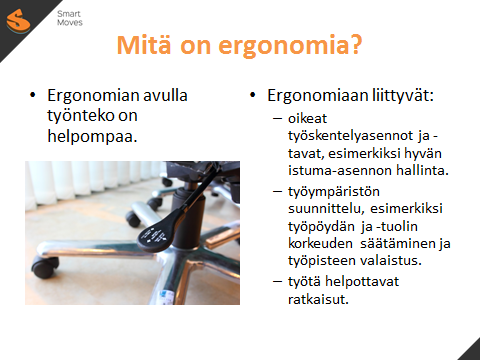 Smart
Moves
Mitä on ergonomia?
• Ergonomian avulla
työnteko on
helpompaa.
• Ergonomiaan liittyvät:
– oikeat
työskentelyasennot ja -
tavat, esimerkiksi hyvän
istuma-asennon hallinta.
– työympäristön
suunnittelu, esimerkiksi
työpöydän ja -tuolin
korkeuden säätäminen ja
työpisteen valaistus.
– työtä helpottavat
ratkaisut.